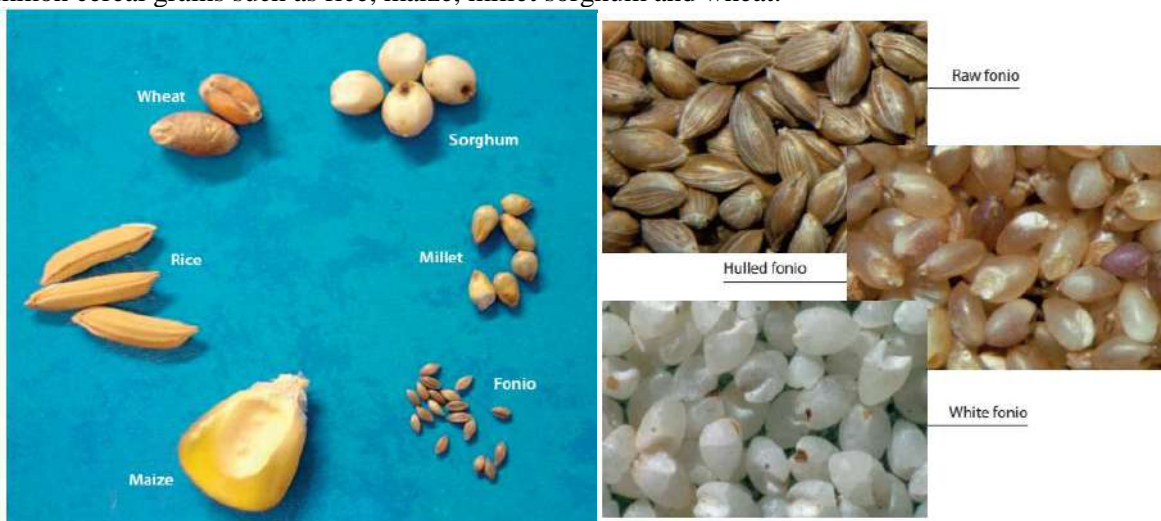 common cereal grains such as rice, maize, millet sorghum and wheat.
Wheat
Sorghum
Rice
Millet
Fonio
Maize
Raw fonio
Hulled fonio
White fonio